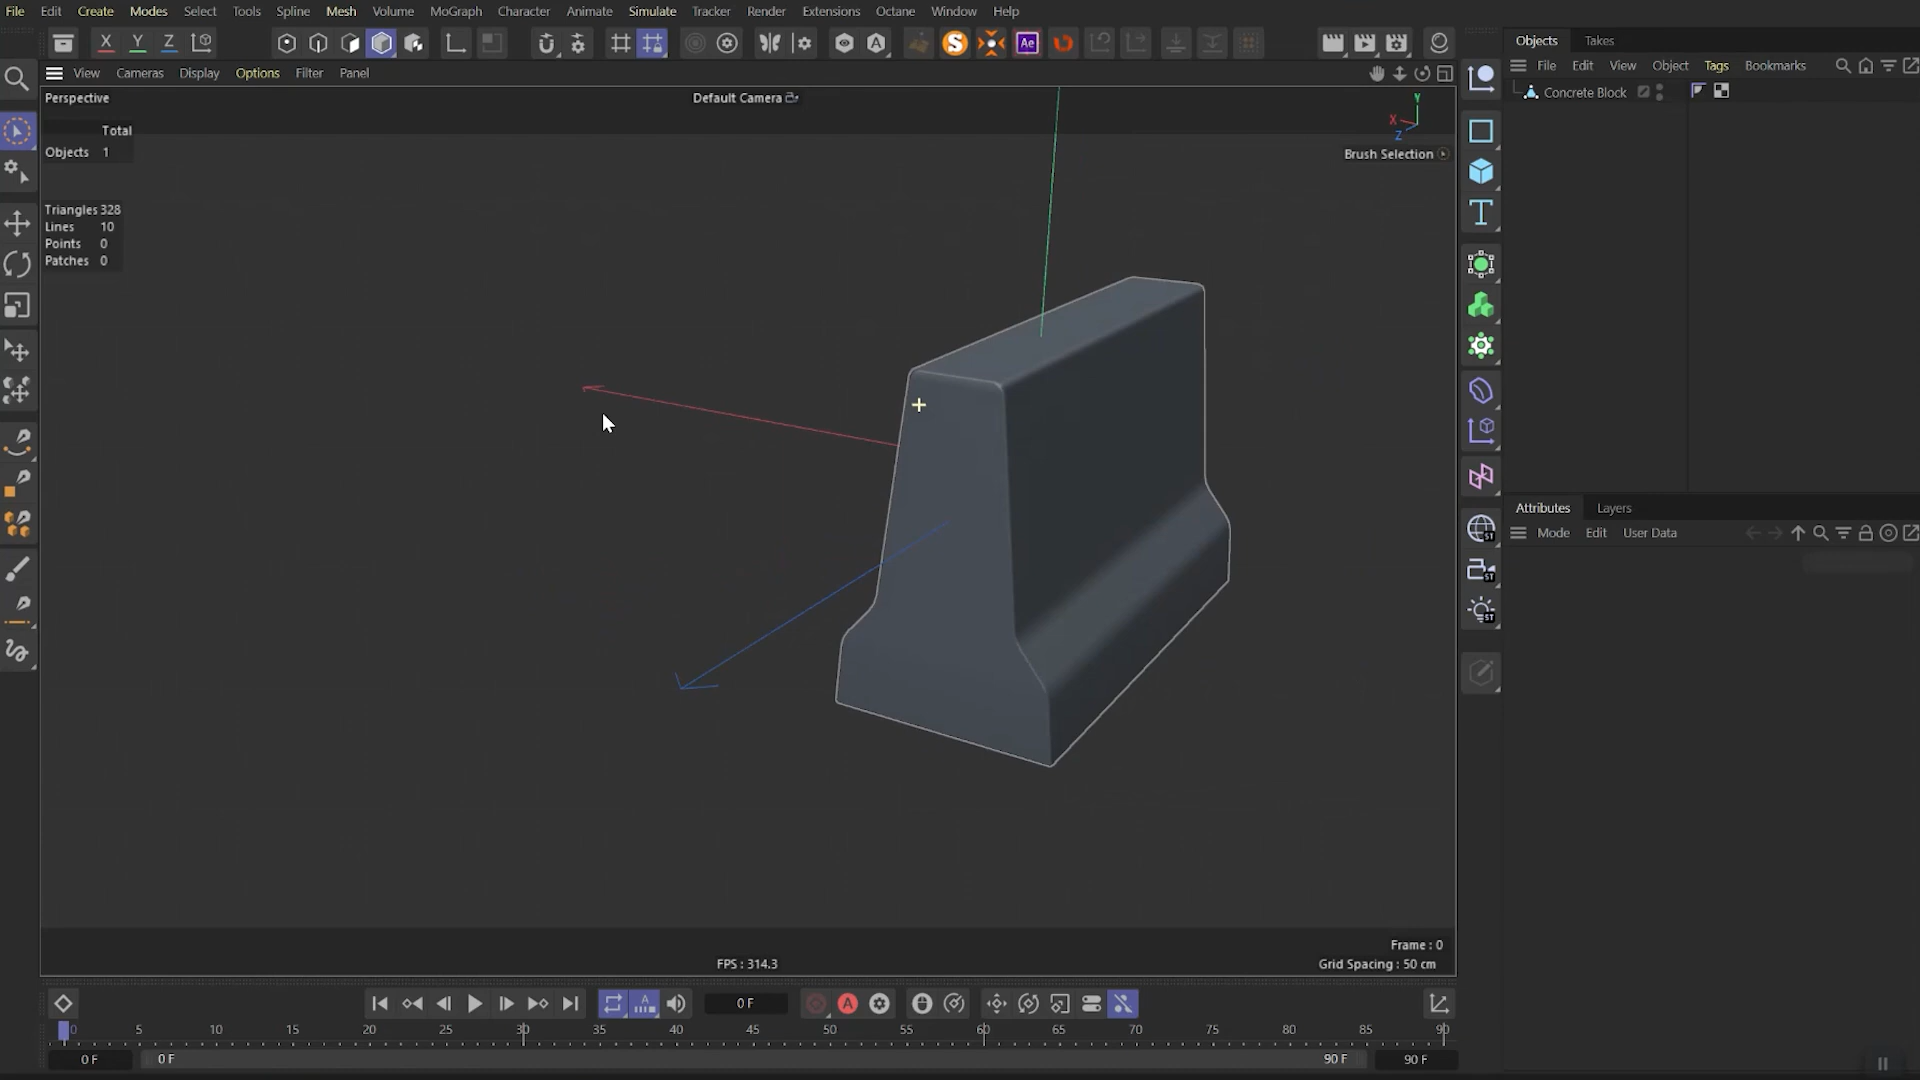 File Edit Create Modes Select Tools Spline Mesh Volume MoGraph Character Animate Simulate Tracker Render Extensions Octane Window Help
Objects Takes
X Y Z A S Ae
File Edit View Object Tags Bookmarks
View Cameras Display Options Filter Panel
Concrete Block
Perspective
Default Camera
Y
X
Z
Total
Objects 1
Brush Selection
T
Triangles 328
Lines 10
Points 0
Patches 0
Attributes Layers
Mode Edit User Data
ST
ST
ST
Frame : 0
FPS : 314.3
Grid Spacing : 50 cm
A
0 F
A
0 5 10 15 20 25 30 35 40 45 50 55 60 65 70 75 80 85 90
0 F 0 F 90 F 90 F